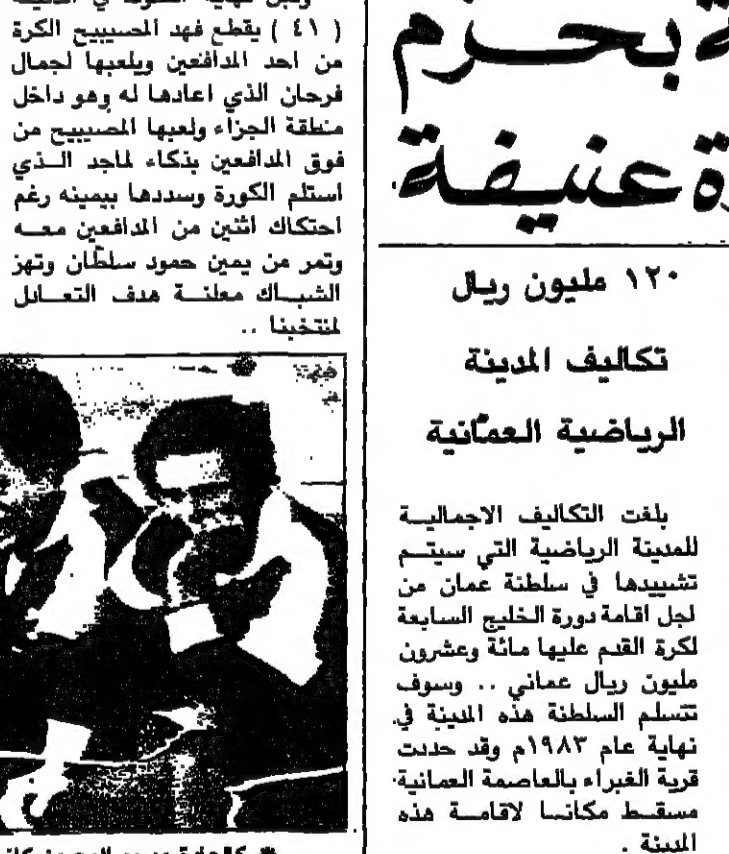 ة بحزم
ة عنيفة
١٢٠ مليون ريال
تكاليف المدينة
الرياضية العمّانية
بلغت التكاليف الاجمالية
للمدينة الرياضية التي سيتم
تشييدها في سلطنة عمان من
لجل اقامة دورة الخليج السابعة
لكرة القدم عليها مائة وعشرون
مليون ريال عماني .. وسوف
تتسلم السلطنة هذه المدينة في
نهاية عام ١٩٨٣م وقد حددت
قرية الغبراء بالعاصمة العمانية
مسقط مكانا لاقامة هذه
المدينة .
( ٤١ ) يقطع فهد المصيبيح الكرة
من احد المدافعين ويلعبها لجمال
فرحان الذي اعادها له وهو داخل
منطقة الجزاء ولعبها المصيبيح من
فوق المدافعين بذكاء لماجد الذي
استلم الكورة وسددها بيمينه رغم
احتكاك اثنين من المدافعين معه
وتمر عن يمين حمود سلطان وتهز
الشباك معلنة هدف التعادل
لمنتخبنا ..